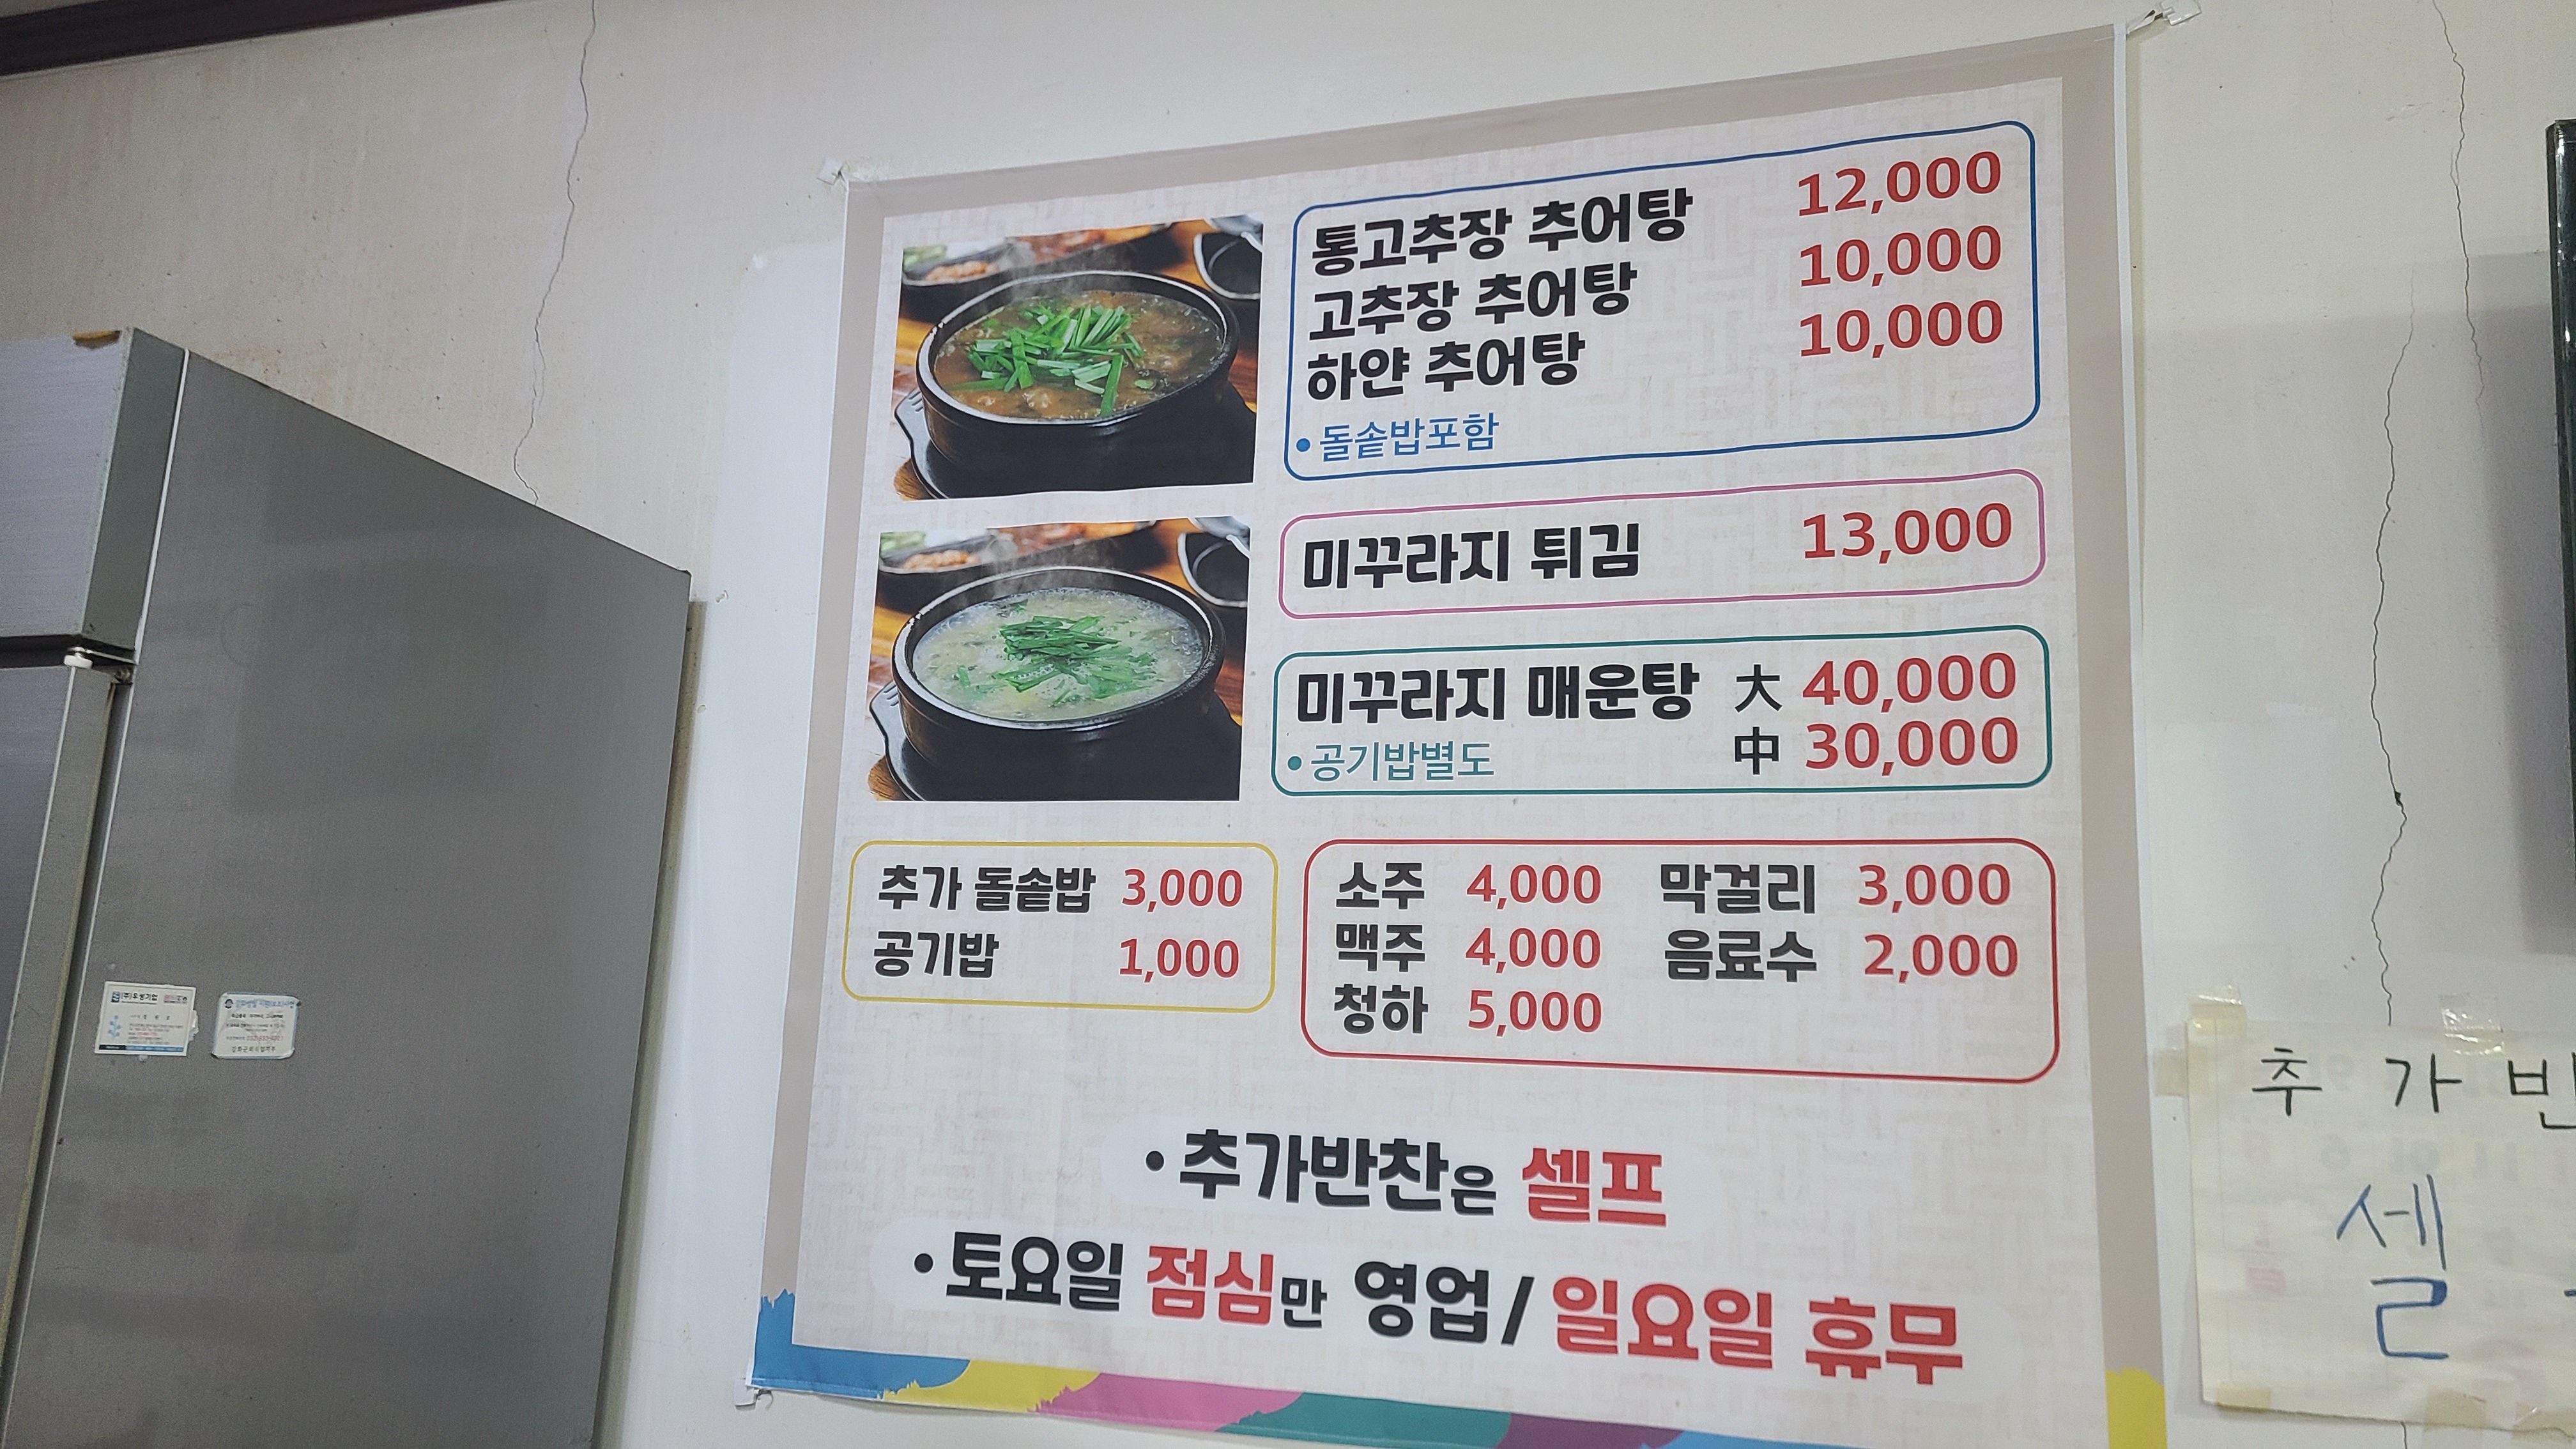 통고추장 추어탕 12,000
고추장 추어탕 10,000
하얀 추어탕 10,000
• 돌솥밥포함
미꾸라지 튀김 13,000
미꾸라지 매운탕 大 40,000
• 공기밥별도 中 30,000
추가 돌솥밥 3,000
공기밥 1,000
소주 4,000 막걸리 3,000
맥주 4,000 음료수 2,000
청하 5,000
• 추가반찬은 셀프
• 토요일 점심만 영업/일요일 휴무
추 가
셀
(주)우성기업